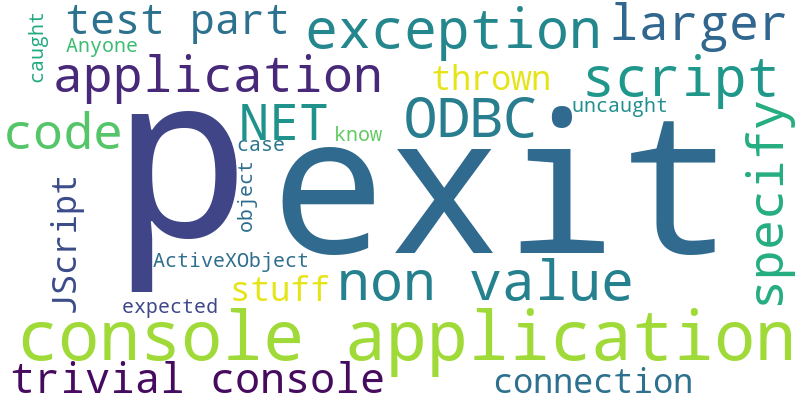 caught
test part
Anyone
exception
larger
application
thrown
script
code
p
NET
case
know
ODBC
uncaught
exit
specify
JScript
object
ActiveXObject
stuff
non value
expected
console application
trivial console
connection